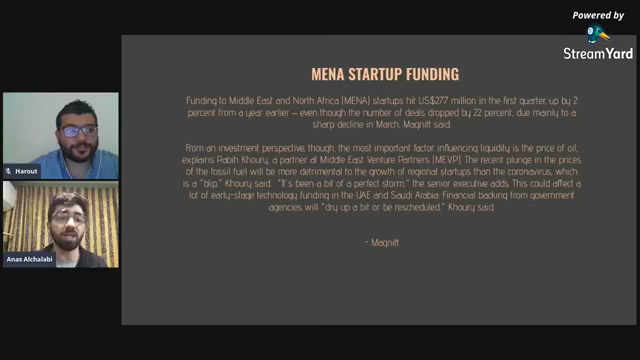 Powered by
StreamYard
MENA STARTUP FUNDING
Funding to Middle East and North Africa (MENA) startups hit US$277 million in the first quarter, up by 2
percent from a year earlier – even though the number of deals dropped by 22 percent, due mainly to a
sharp decline in March, Magnitt said.
From an investment perspective, though, the most important factor influencing liquidity is the price of oil,
explains Rabih Khoury, a partner at Middle East Venture Partners (MEVP). The recent plunge in the prices
of the fossil fuel will be more detrimental to the growth of regional startups than the coronavirus, which
is a "blip," Khoury said. "It's been a bit of a perfect storm," the senior executive adds. This could affect a
lot of early-stage technology funding in the UAE and Saudi Arabia. Financial backing from government
agencies will "dry up a bit or be rescheduled," Khoury said.
- Magnitt
Harout
Anas Alchalabi